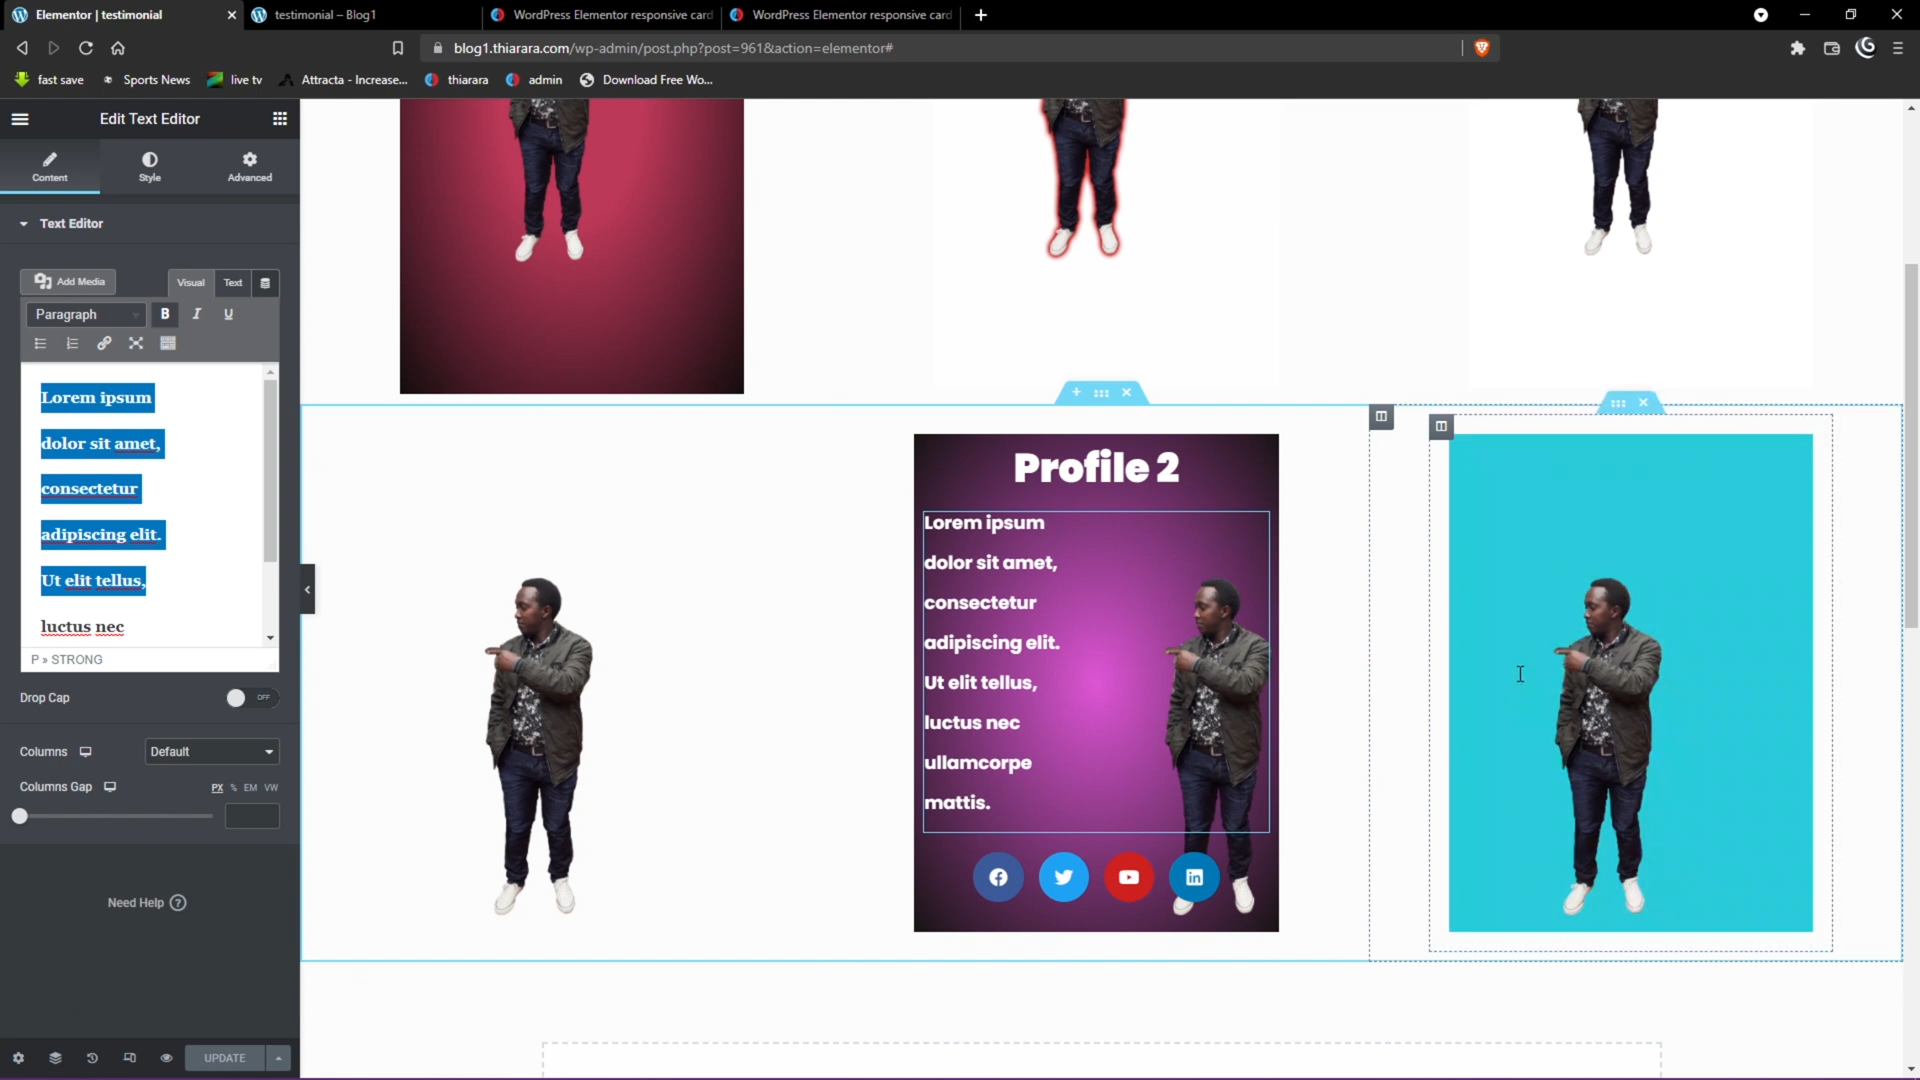 Elementor | testimonial
testimonial – Blog1
WordPress Elementor responsive card
WordPress Elementor responsive card
blog1.thiarara.com/wp-admin/post.php?post=961&action=elementor#
fast save
Sports News
live tv
Attracta - Increase...
thiarara
admin
Download Free Wo...
Edit Text Editor
Content
Style
Advanced
Text Editor
Add Media
Visual
Text
Paragraph
B I U
Lorem ipsum
dolor sit amet,
consectetur
adipiscing elit.
Ut elit tellus,
luctus nec
P » STRONG
Drop Cap
OFF
Columns
Default
Columns Gap
PX % EM VW
Need Help
UPDATE
Profile 2
Lorem ipsum
dolor sit amet,
consectetur
adipiscing elit.
Ut elit tellus,
luctus nec
ullamcorpe
mattis.